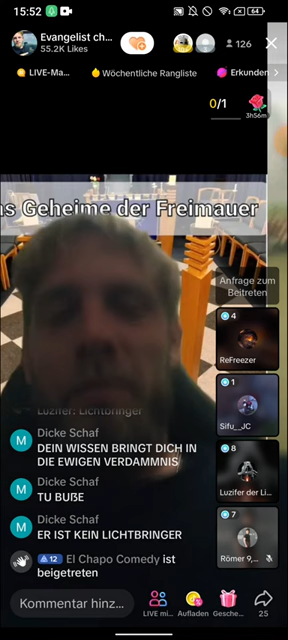 15:52
64
Evangelist ch...
55.2K Likes
126
LIVE-Ma...
Wöchentliche Rangliste
Erkunden
0/1
3h56m
as Geheime der Freimauer
Anfrage zum
Beitreten
4
ReFreezer
1
Sifu__JC
8
Luzifer der Li...
7
Römer 9,...
Luzifer: Lichtbringer
M
Dicke Schaf
DEIN WISSEN BRINGT DICH IN
DIE EWIGEN VERDAMMNIS
M
Dicke Schaf
TU BUßE
M
Dicke Schaf
ER IST KEIN LICHTBRINGER
12 El Chapo Comedy ist
beigetreten
Kommentar hinz...
LIVE mi...
Aufladen
Gesche...
25